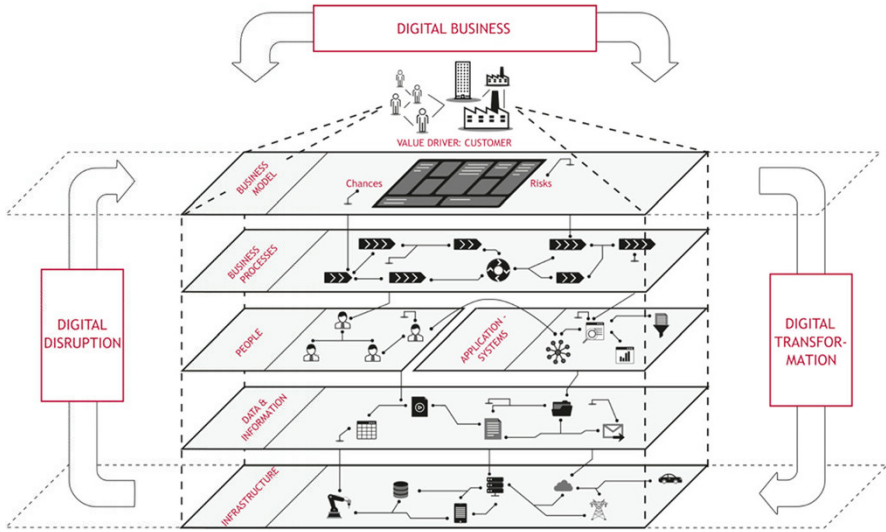 DIGITAL BUSINESS
VALUE DRIVER: CUSTOMER
BUSINESS
MODEL
Chances
Risks
BUSINESS
PROCESSES
DIGITAL
DISRUPTION
PEOPLE
APPLICATION -
SYSTEMS
DIGITAL
TRANSFOR-
MATION
DATA &
INFORMATION
INFRASTRUCTURE